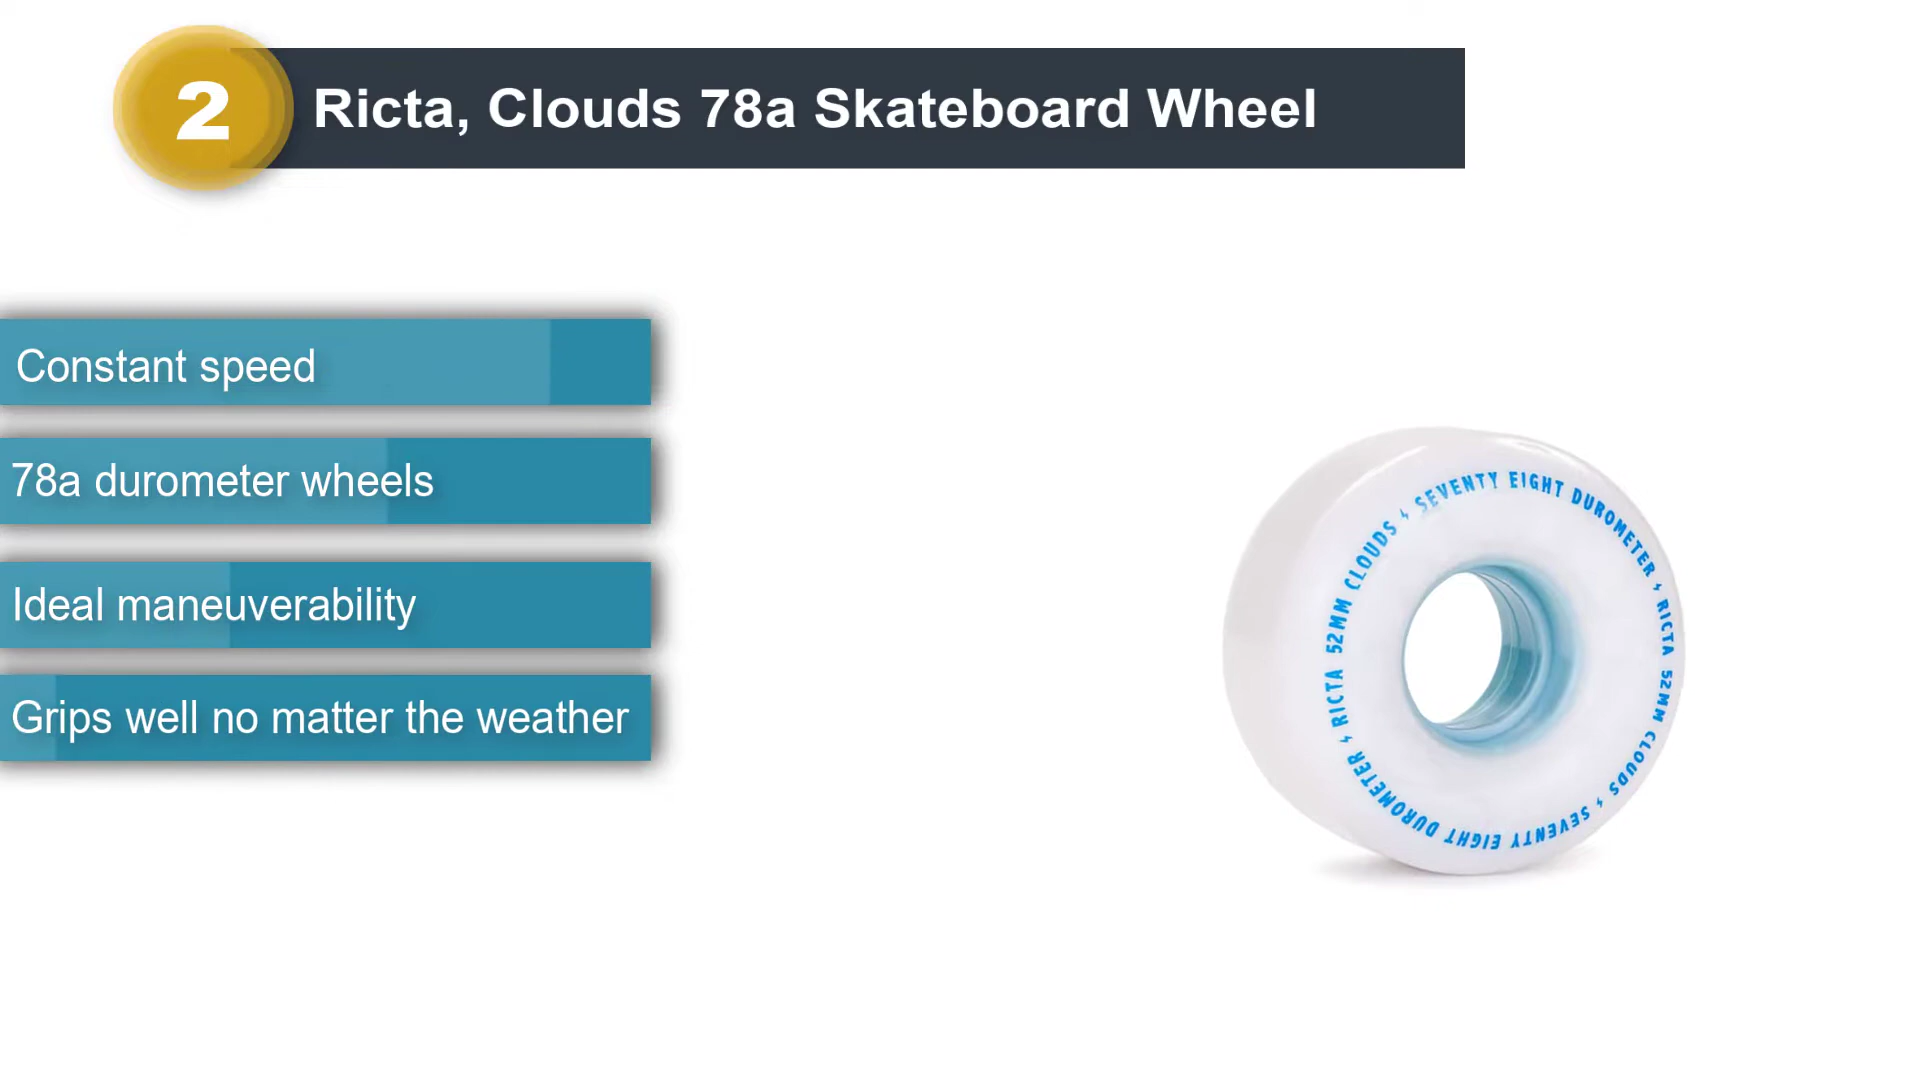 2
Ricta, Clouds 78a Skateboard Wheel
Constant speed
78a durometer wheels
Ideal maneuverability
Grips well no matter the weather
RICTA 52MM CLOUDS SEVENTY EIGHT DUROMETER RICTA 52MM CLOUDS SEVENTY EIGHT DUROMETER